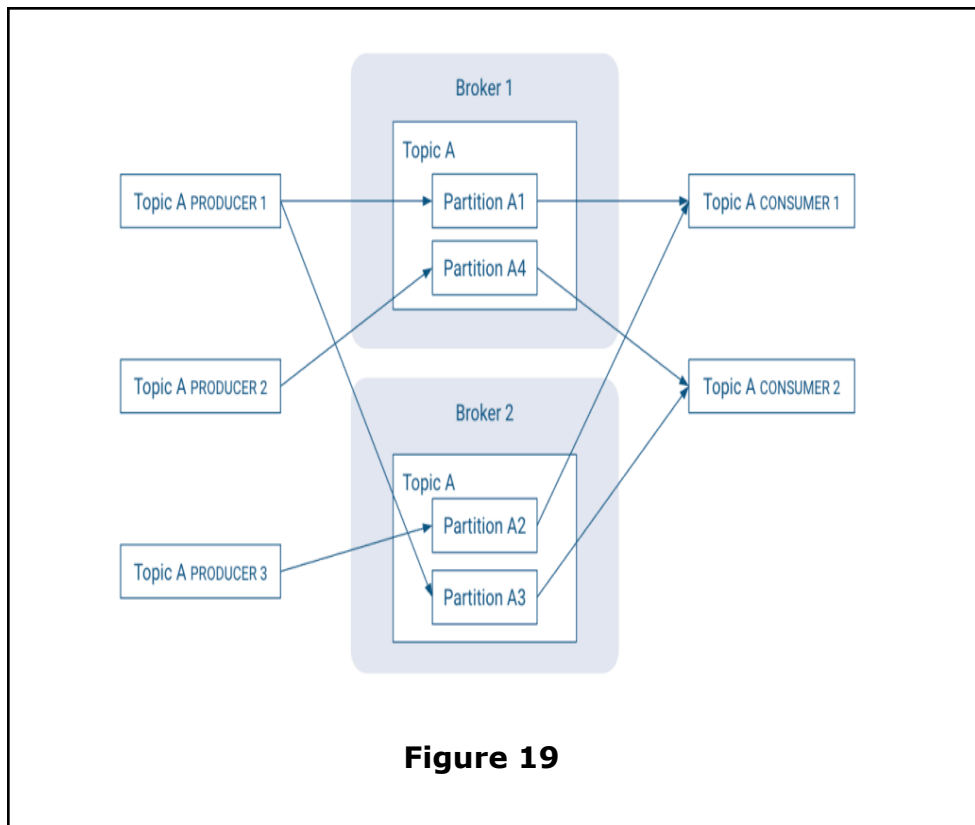 Broker 1
Topic A
Topic A PRODUCER 1
Partition A1
Topic A CONSUMER 1
Partition A4
Topic A PRODUCER 2
Topic A CONSUMER 2
Broker 2
Topic A
Partition A2
Topic A PRODUCER 3
Partition A3
Figure 19